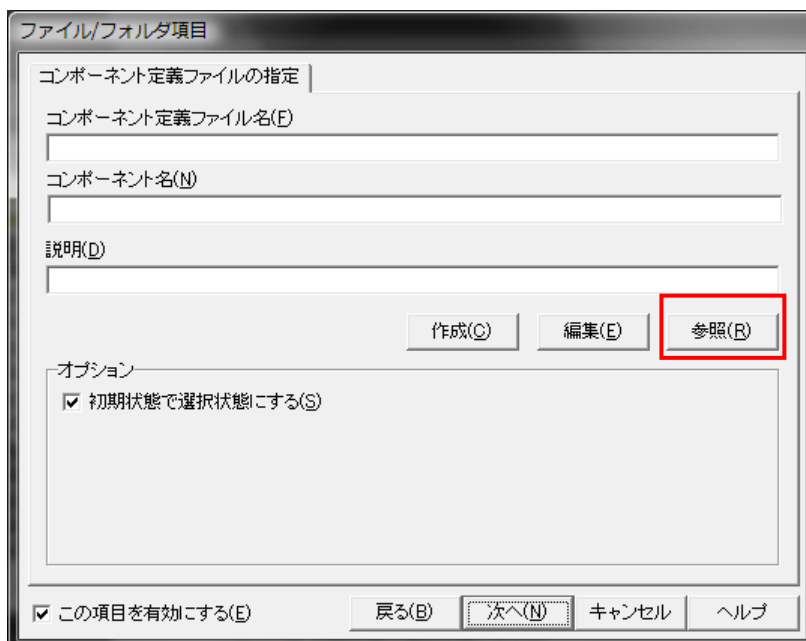 ファイル/フォルダ項目
コンポーネント定義ファイルの指定
コンポーネント定義ファイル名(F)
コンポーネント名(N)
説明(D)
作成(C) 編集(E) 参照(R)
オプション
初期状態で選択状態にする(S)
この項目を有効にする(E) 戻る(B) 次へ(N) キャンセル ヘルプ